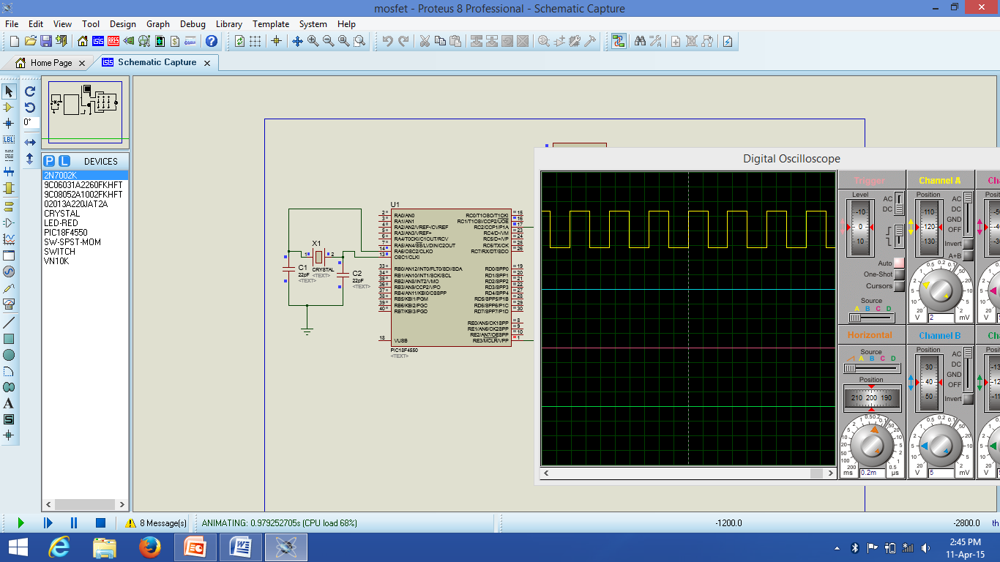 mosfet - Proteus 8 Professional - Schematic Capture
File Edit View Tool Design Graph Debug Library Template System Help
Home Page
Schematic Capture
0°
LBL
P L DEVICES
2N7002K
9C06031A2260FKHFT
9C08052A1002FKHFT
02013A220JAT2A
CRYSTAL
LED-RED
PIC18F4550
SW-SPST-MOM
SWITCH
VN10K
A
S
X1
1 2
CRYSTAL
<TEXT>
C1
22pF
<TEXT>
C2
22pF
<TEXT>
U1
2 RA0/AN0 RC0/T1OSO/T1CKI 15
3 RA1/AN1 RC1/T1OSI/CCP2/UOE 16
4 RA2/AN2/VREF-/CVREF RC2/CCP1/P1A 17
5 RA3/AN3/VREF+ RC4/D-/VM 23
6 RA4/T0CKI/C1OUT/RCV RC5/D+/VP 24
7 RA5/AN4/SS/LVDIN/C2OUT RC6/TX/CK 25
14 RA6/OSC2/CLKO RC7/RX/DT/SDO 26
13 OSC1/CLKI
33 RB0/AN12/INT0/FLT0/SDI/SDA RD0/SPP0 19
34 RB1/AN10/INT1/SCK/SCL RD1/SPP1 20
35 RB2/AN8/INT2/VMO RD2/SPP2 21
36 RB3/AN9/CCP2/VPO RD3/SPP3 22
37 RB4/AN11/KBI0/CSSPP RD4/SPP4 27
38 RB5/KBI1/PGM RD5/SPP5/P1B 28
39 RB6/KBI2/PGC RD6/SPP6/P1C 29
40 RB7/KBI3/PGD RD7/SPP7/P1D 30
RE0/AN5/CK1SPP 8
RE1/AN6/CK2SPP 9
RE2/AN7/OESPP 10
18 VUSB RE3/MCLR/VPP 1
PIC18F4550
<TEXT>
Digital Oscilloscope
Trigger
Level
-10
0
10
AC
DC
Auto
One-Shot
Cursors
Source
A B C D
Channel A
Position
110
120
130
AC
DC
GND
OFF
Invert
A+B
V 2 mV
Horizontal
Source
A B C D
Position
210 200 190
ms 0.2m µs
Channel B
Position
30
40
50
AC
DC
GND
OFF
Invert
V 5 mV
8 Message(s)
ANIMATING: 0.979252705s (CPU load 68%)
-1200.0
-2800.0
th
2:45 PM
11-Apr-15